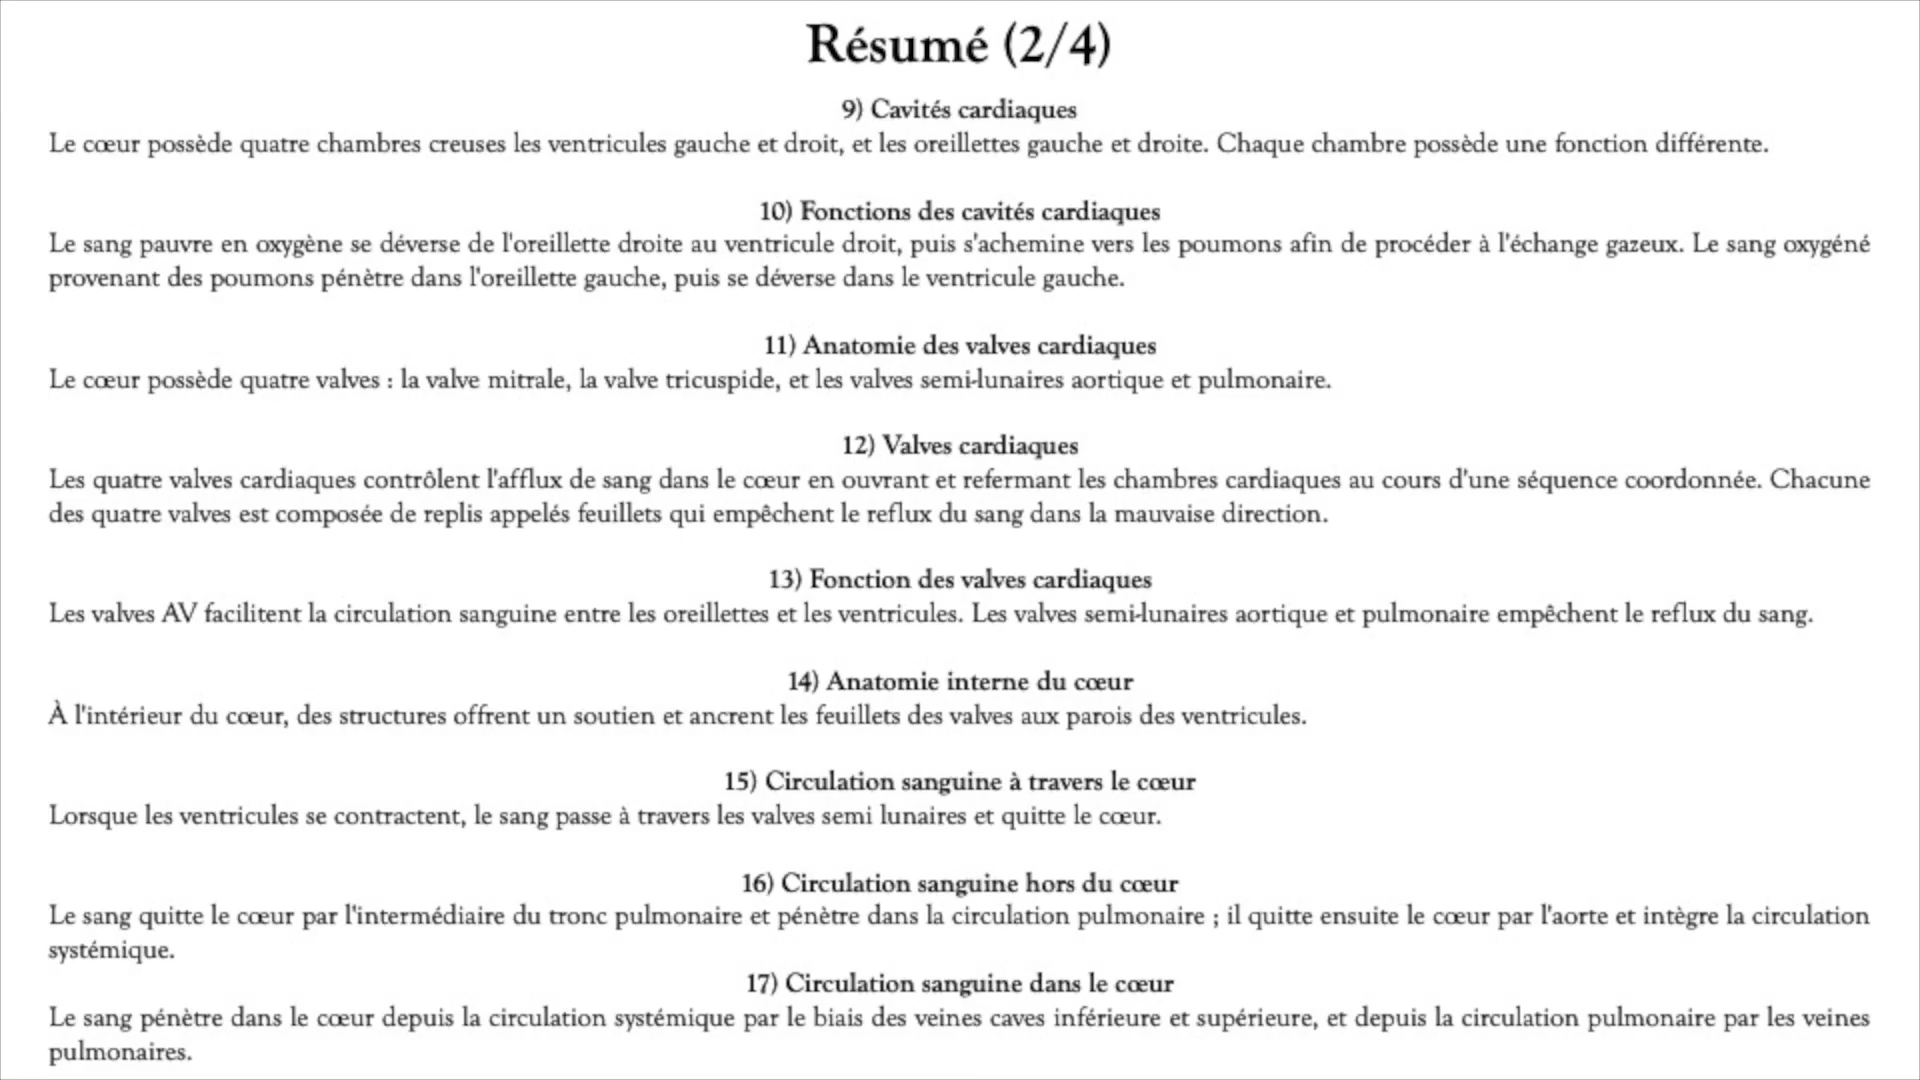 Résumé (2/4)
9) Cavités cardiaques
Le cœur possède quatre chambres creuses les ventricules gauche et droit, et les oreillettes gauche et droite. Chaque chambre possède une fonction différente.
10) Fonctions des cavités cardiaques
Le sang pauvre en oxygène se déverse de l'oreillette droite au ventricule droit, puis s'achemine vers les poumons afin de procéder à l'échange gazeux. Le sang oxygéné
provenant des poumons pénètre dans l'oreillette gauche, puis se déverse dans le ventricule gauche.
11) Anatomie des valves cardiaques
Le cœur possède quatre valves : la valve mitrale, la valve tricuspide, et les valves semi-lunaires aortique et pulmonaire.
12) Valves cardiaques
Les quatre valves cardiaques contrôlent l'afflux de sang dans le cœur en ouvrant et refermant les chambres cardiaques au cours d'une séquence coordonnée. Chacune
des quatre valves est composée de replis appelés feuillets qui empêchent le reflux du sang dans la mauvaise direction.
13) Fonction des valves cardiaques
Les valves AV facilitent la circulation sanguine entre les oreillettes et les ventricules. Les valves semi-lunaires aortique et pulmonaire empêchent le reflux du sang.
14) Anatomie interne du cœur
À l'intérieur du cœur, des structures offrent un soutien et ancrent les feuillets des valves aux parois des ventricules.
15) Circulation sanguine à travers le cœur
Lorsque les ventricules se contractent, le sang passe à travers les valves semi lunaires et quitte le cœur.
16) Circulation sanguine hors du cœur
Le sang quitte le cœur par l'intermédiaire du tronc pulmonaire et pénètre dans la circulation pulmonaire ; il quitte ensuite le cœur par l'aorte et intègre la circulation
systémique.
17) Circulation sanguine dans le cœur
Le sang pénètre dans le cœur depuis la circulation systémique par le biais des veines caves inférieure et supérieure, et depuis la circulation pulmonaire par les veines
pulmonaires.